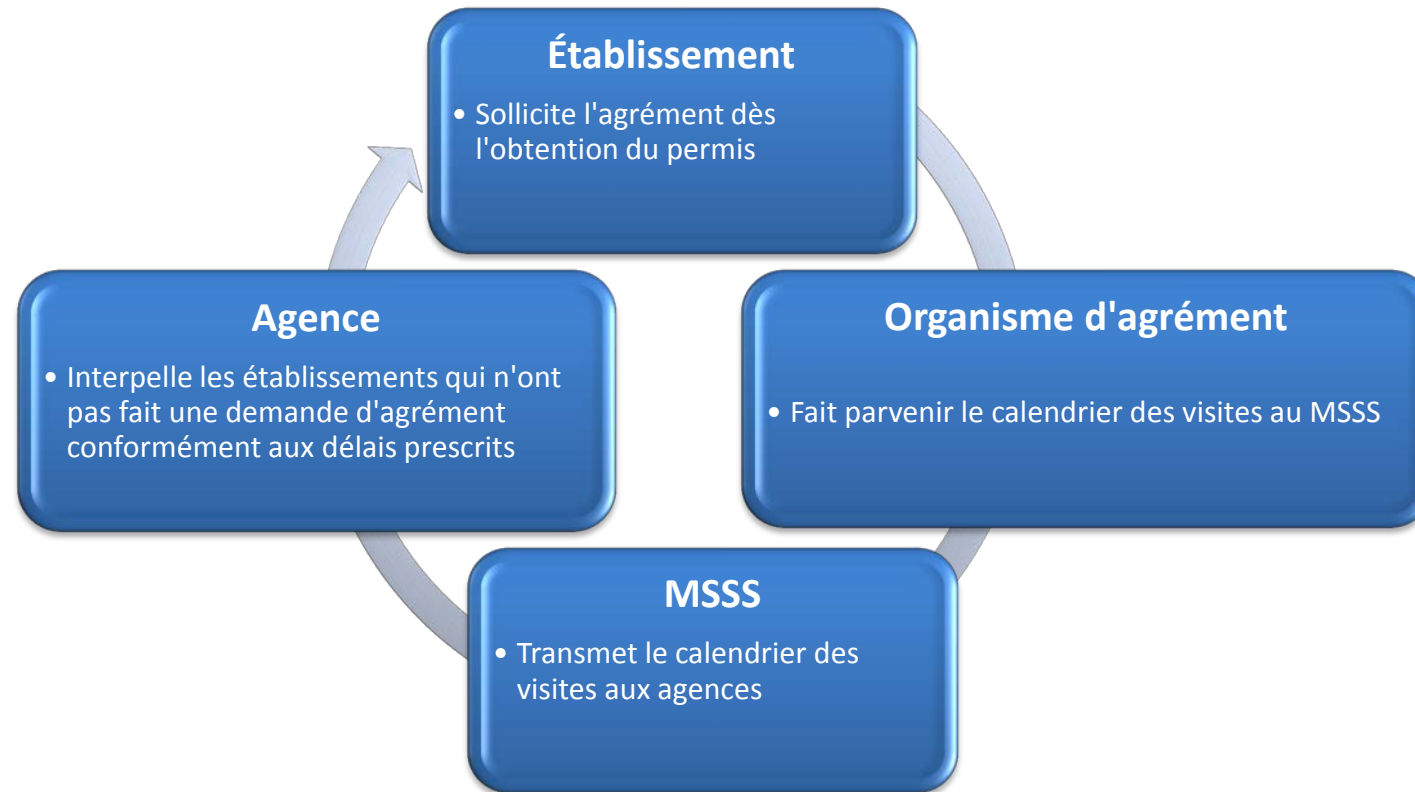 Établissement
• Sollicite l'agrément dès
l'obtention du permis
Agence
• Interpelle les établissements qui n'ont
pas fait une demande d'agrément
conformément aux délais prescrits
Organisme d'agrément
• Fait parvenir le calendrier des visites au MSSS
MSSS
• Transmet le calendrier des
visites aux agences